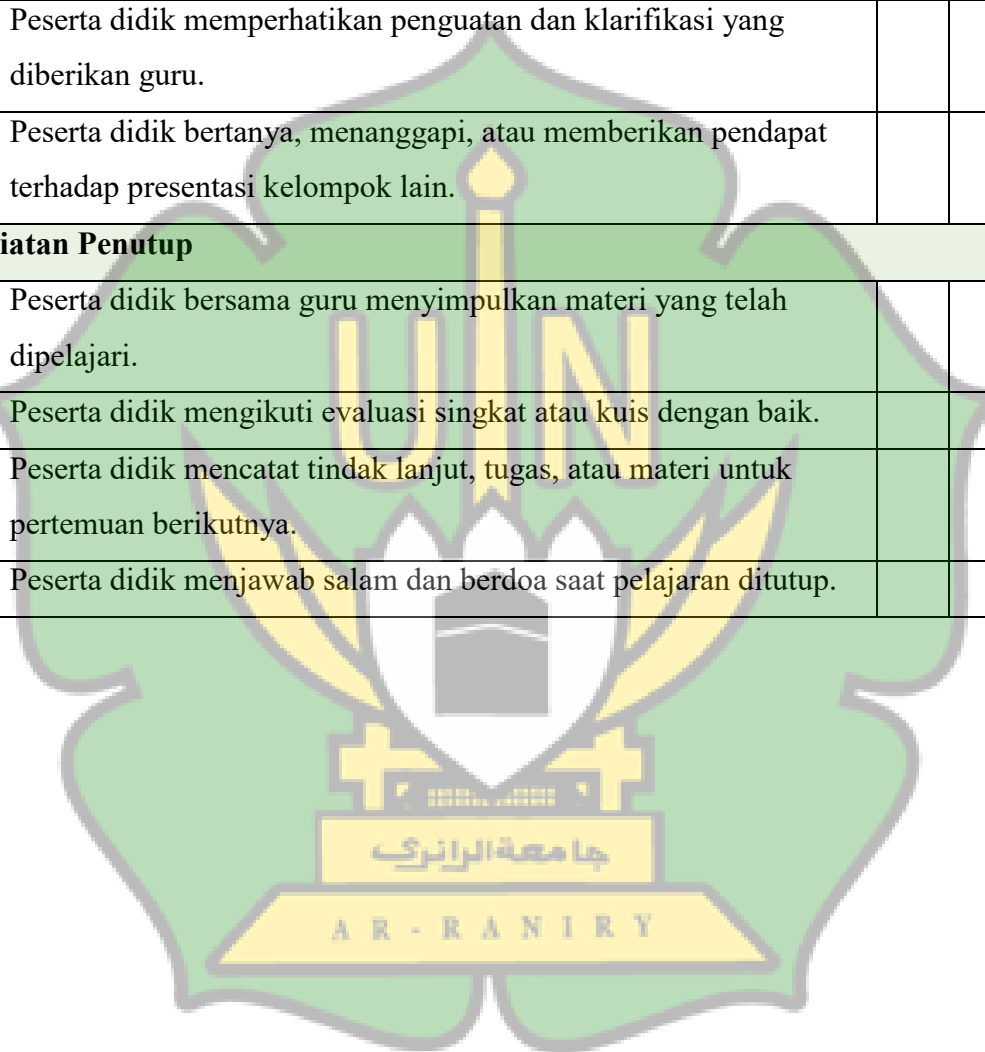 Peserta didik memperhatikan penguatan dan klarifikasi yang
diberikan guru.
Peserta didik bertanya, menanggapi, atau memberikan pendapat
terhadap presentasi kelompok lain.
iatan Penutup
Peserta didik bersama guru menyimpulkan materi yang telah
dipelajari.
Peserta didik mengikuti evaluasi singkat atau kuis dengan baik.
Peserta didik mencatat tindak lanjut, tugas, atau materi untuk
pertemuan berikutnya.
Peserta didik menjawab salam dan berdoa saat pelajaran ditutup.
UIN
جامعة الرانري
AR-RANIRY